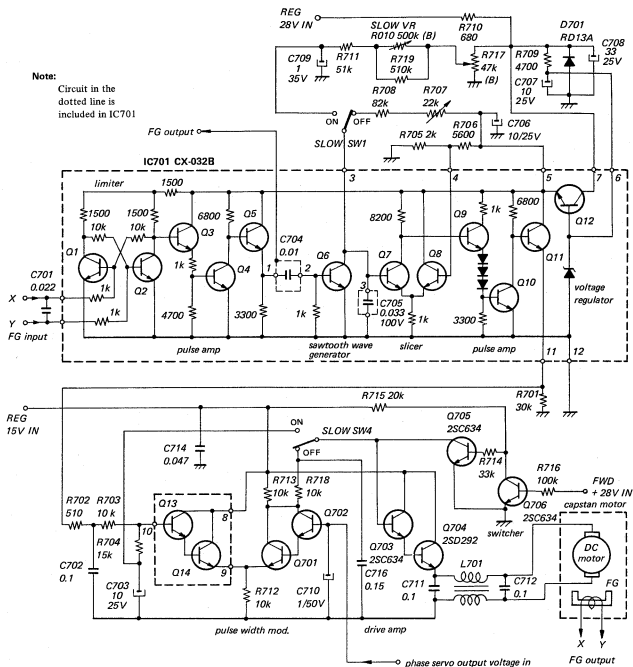 REG
28V IN
SLOW VR
R010 500k (B)
R710
680
D701
RD13A
C708
33
25V
Note:
Circuit in the
dotted line is
included in IC701
C709
1
35V
R711
51k
R719
510k
R717
47k
(B)
R709
4700
C707
10
25V
R708
82k
R707
22k
ON
OFF
SLOW SW1
FG output
C706
10/25V
R705 2k
R706
5600
IC701 CX-032B
3
4
5
7
6
limiter
1500
1500
10k
1500
10k
6800
8200
1k
6800
Q1
Q2
Q3
Q4
Q5
C704
0.01
1
2
Q6
Q7
Q8
Q9
Q10
Q11
Q12
C701
0.022
1k
3
C705
0.033
100V
voltage
regulator
X
Y
FG input
1k
1k
4700
3300
1k
1k
3300
pulse amp
sawtooth wave
generator
slicer
pulse amp
11
12
R701
30k
REG
15V IN
R715 20k
C714
0.047
ON
SLOW SW4
OFF
Q705
2SC634
R714
33k
R716
100k
FWD
+ 28V IN
capstan motor
Q706
2SC634
switcher
R702
510
R703
10 k
10
Q13
8
R713
10k
R718
10k
Q702
Q703
2SC634
Q704
2SD292
R704
15k
Q14
9
Q701
C702
0.1
C703
10
25V
R712
10k
C710
1/50V
C716
0.15
C711
0.1
L701
C712
0.1
DC
motor
FG
X
Y
FG output
pulse width mod.
drive amp
phase servo output voltage in